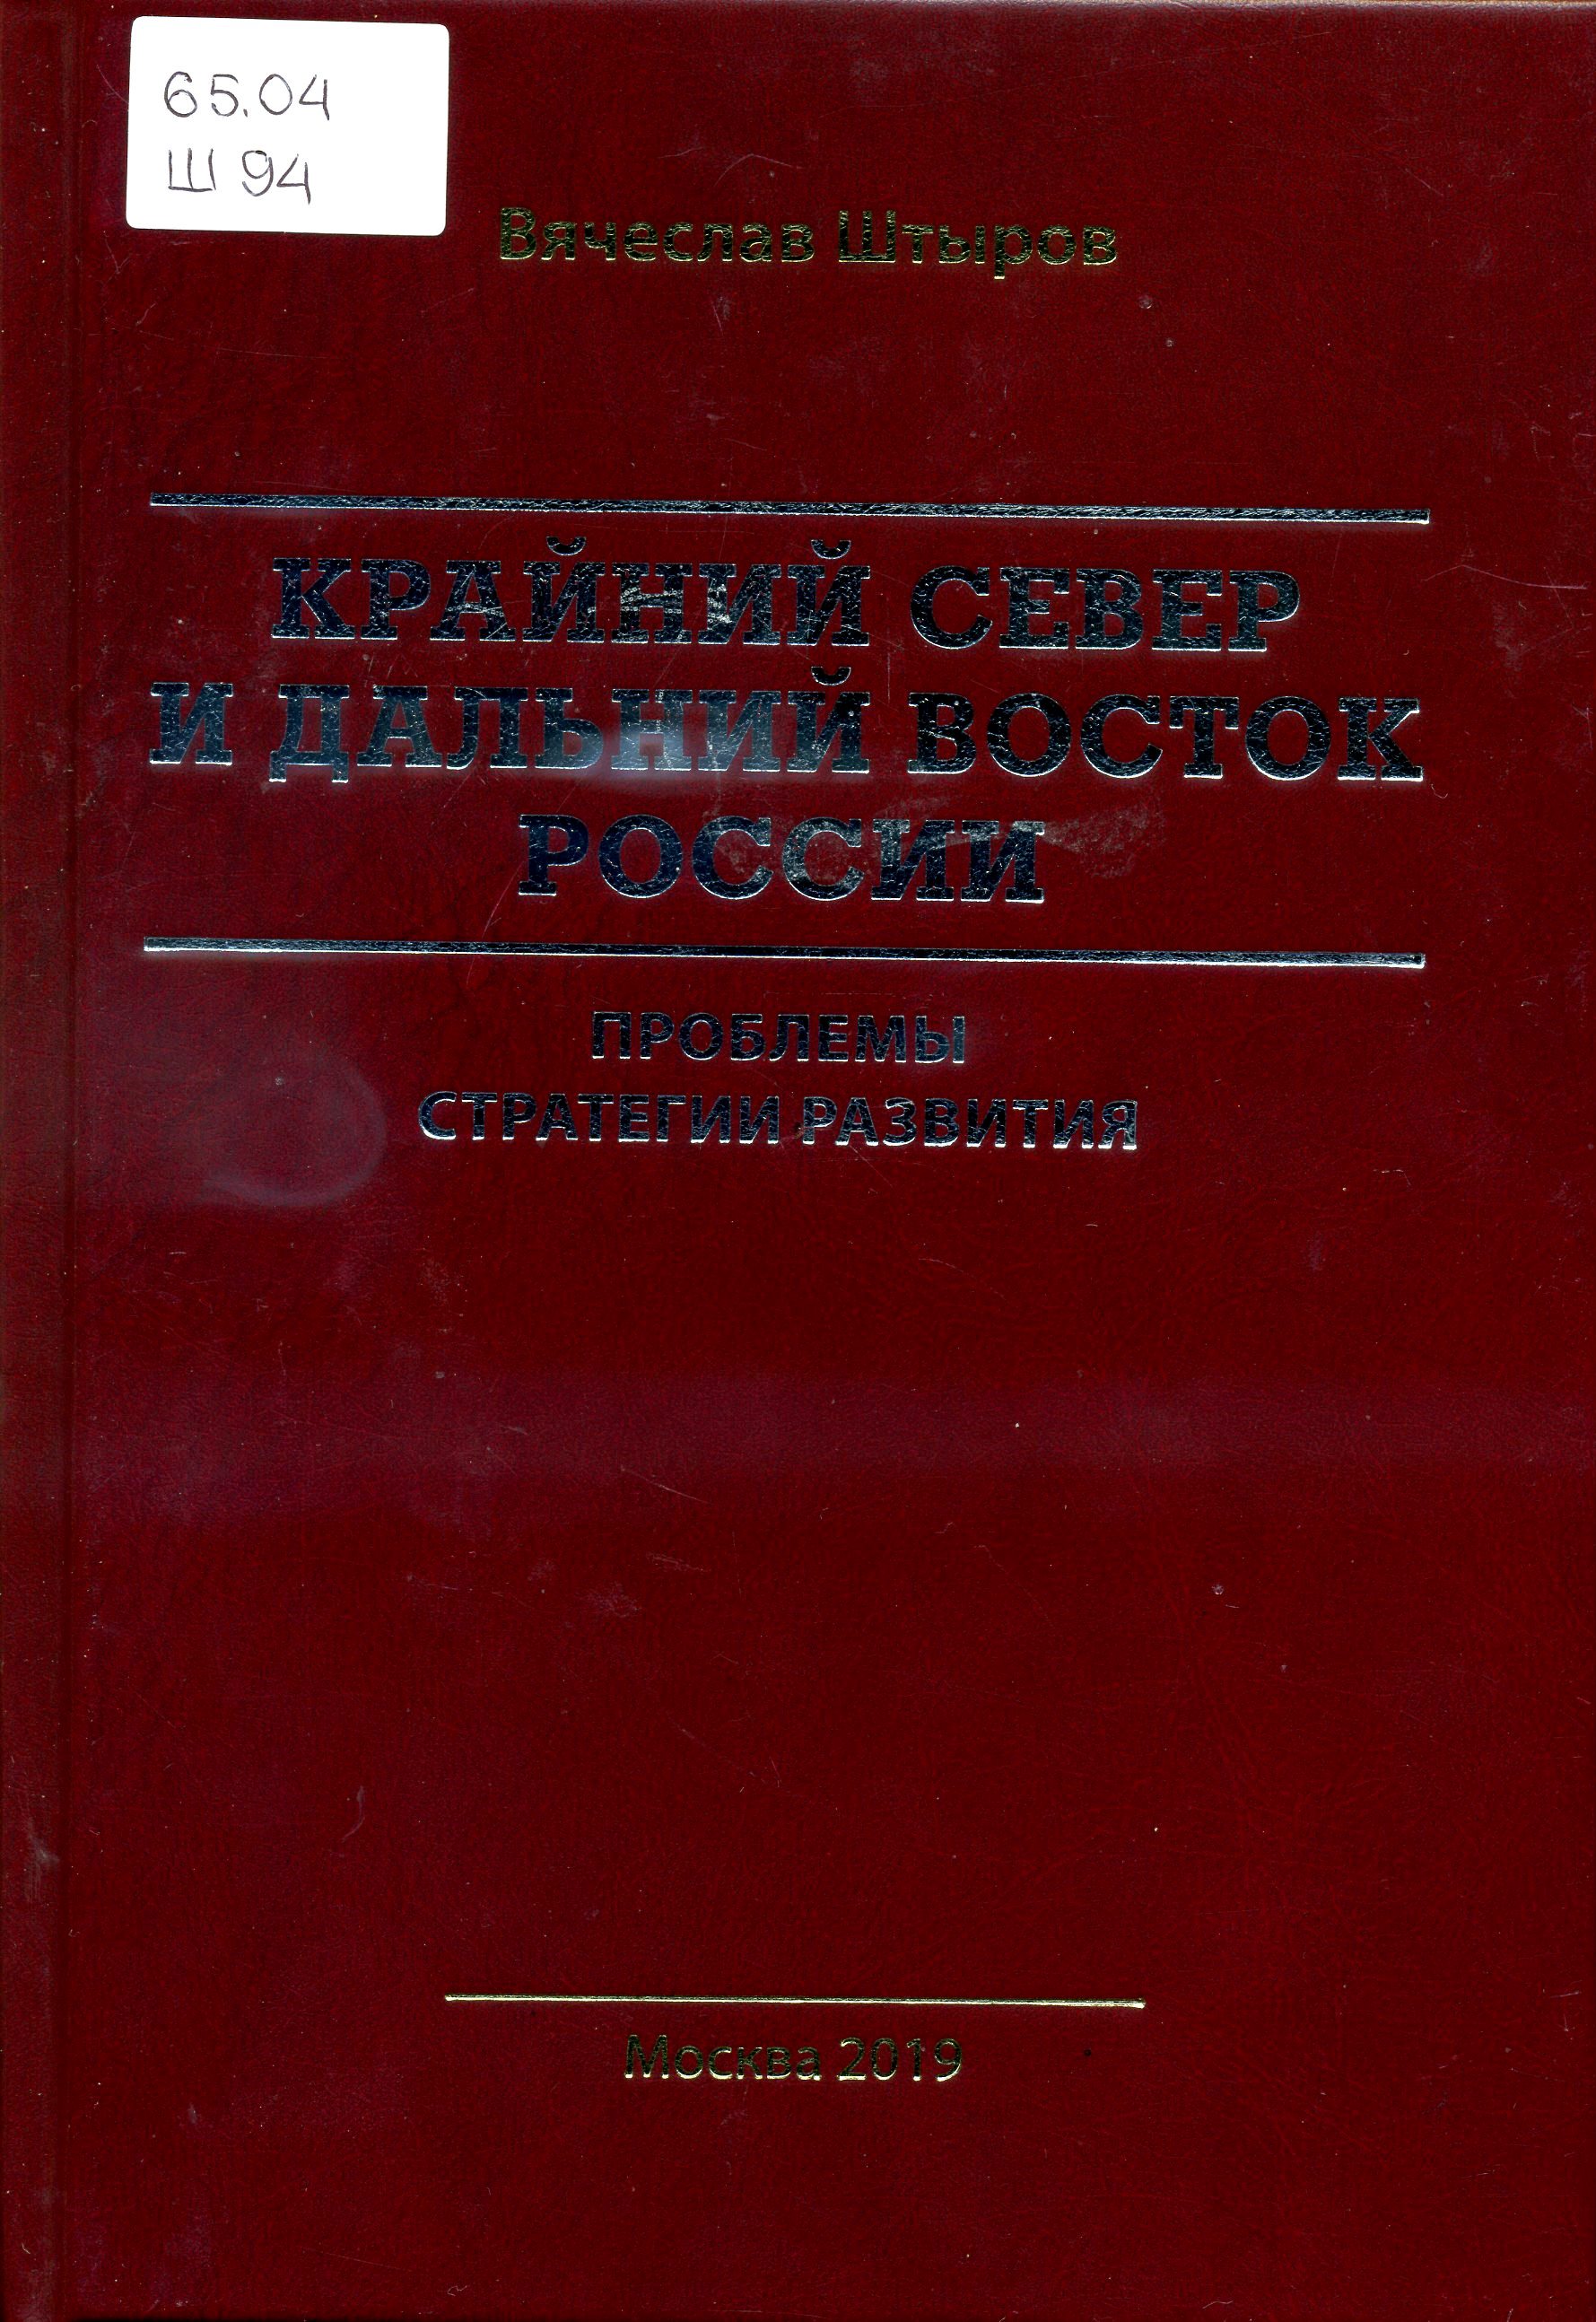 65.04
Ш 94
Вячеслав Штыров
КРАЙНИЙ СЕВЕР
И ДАЛЬНИЙ ВОСТОК
РОССИИ
ПРОБЛЕМЫ
СТРАТЕГИИ РАЗВИТИЯ
Москва 2019